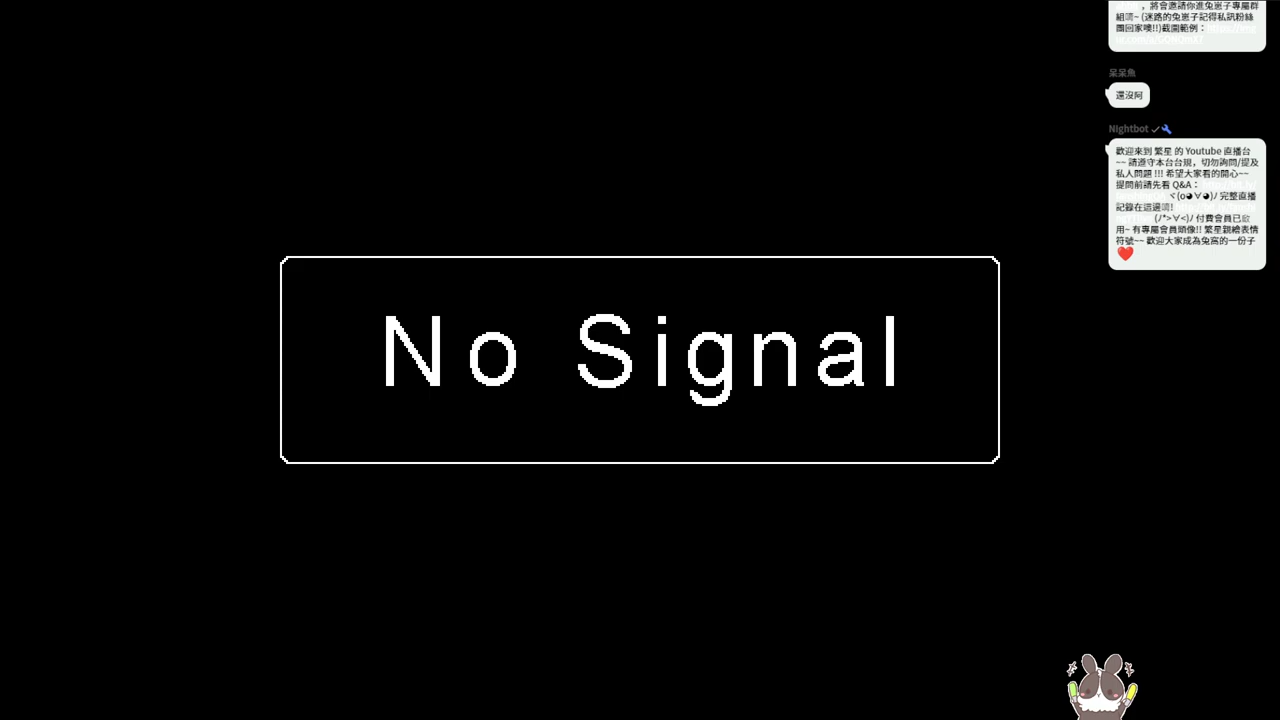 ，將會邀請你進兔崽子專屬群
組唷~ (迷路的兔崽子記得私訊粉絲
團回家噢!!)截圖範例：
呆呆魚
還沒阿
Nightbot
歡迎來到 繁星 的 Youtube 直播台
~~ 請遵守本台台規，切勿詢問/提及
私人問題 !!! 希望大家看的開心~~
提問前請先看 Q&A：
ヾ(o◕∀◕)ﾉ 完整直播
記錄在這邊唷!
(ﾉ*>∀<)ﾉ 付費會員已啟
用~ 有專屬會員頭像!! 繁星親繪表情
符號~~ 歡迎大家成為兔窩的一份子
❤️
No Signal